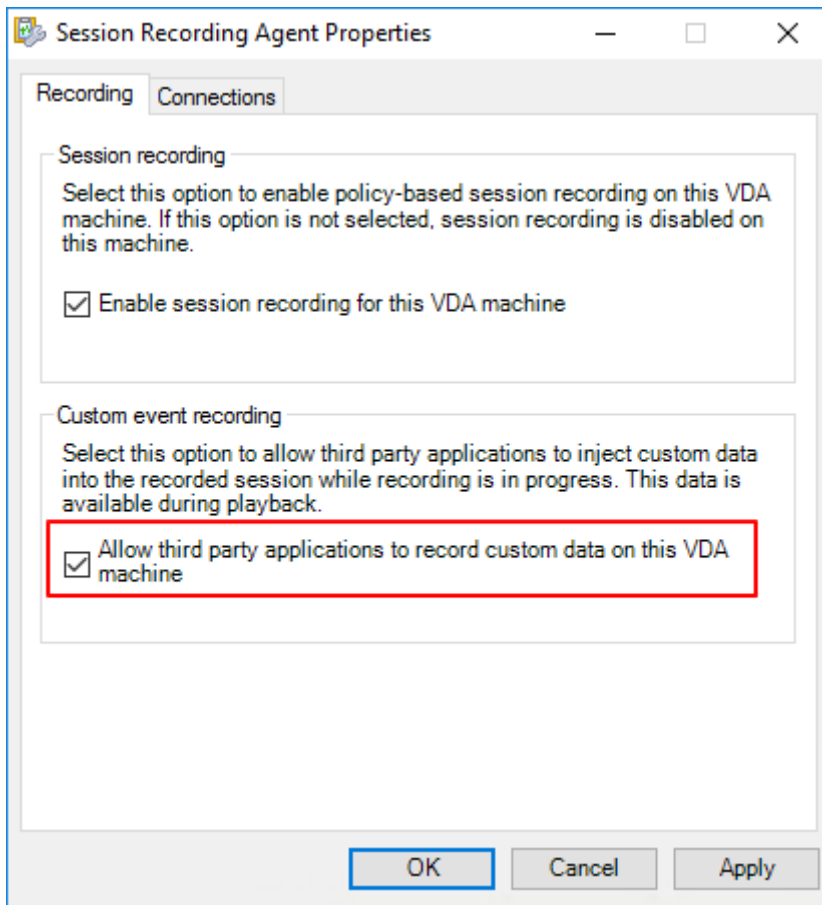 Session Recording Agent Properties
Recording
Connections
Session recording
Select this option to enable policy-based session recording on this VDA
machine. If this option is not selected, session recording is disabled on
this machine.
Enable session recording for this VDA machine
Custom event recording
Select this option to allow third party applications to inject custom data
into the recorded session while recording is in progress. This data is
available during playback.
Allow third party applications to record custom data on this VDA
machine
OK
Cancel
Apply